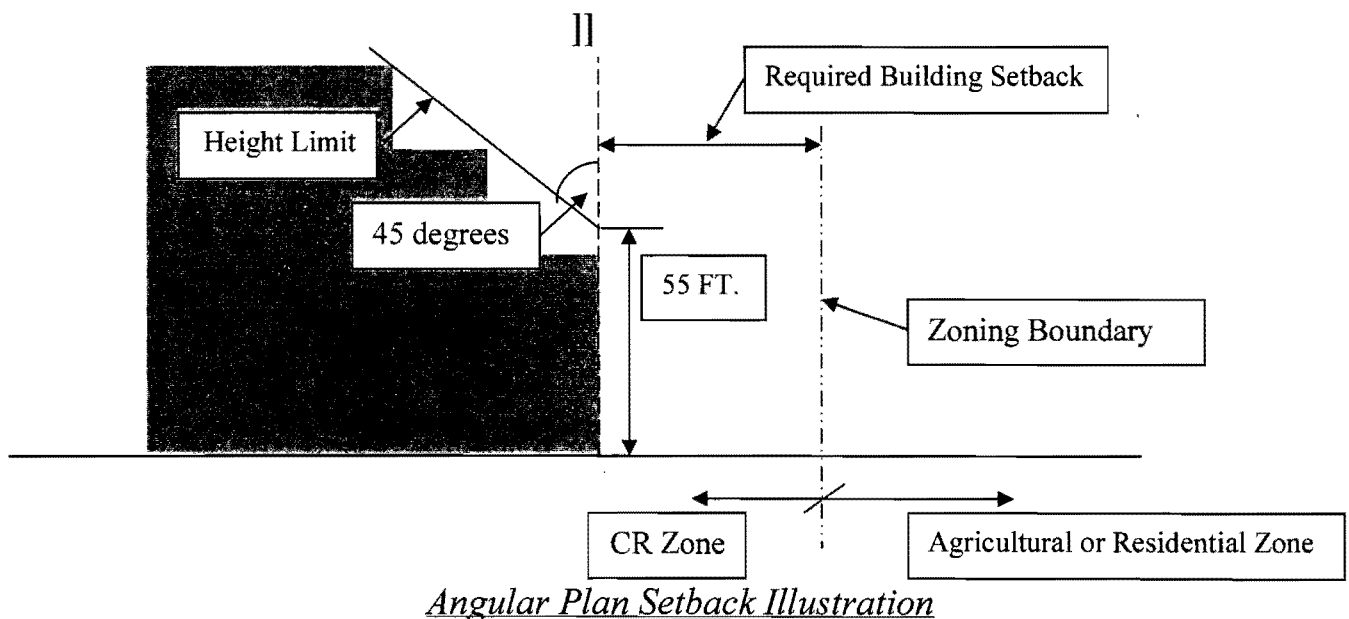 ]]
Required Building Setback
Height Limit
45 degrees
55 FT.
Zoning Boundary
CR Zone
Agricultural or Residential Zone
Angular Plan Setback Illustration